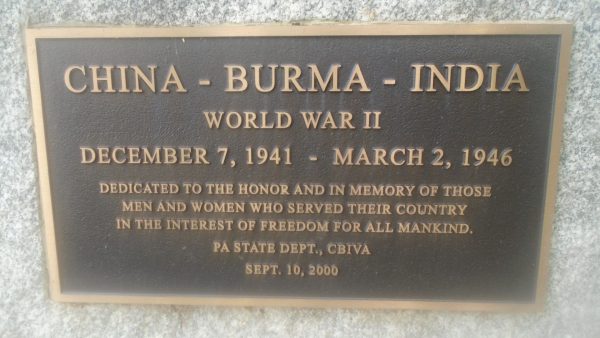 CHINA - BURMA - INDIA
WORLD WAR II
DECEMBER 7, 1941 - MARCH 2, 1946
DEDICATED TO THE HONOR AND IN MEMORY OF THOSE
MEN AND WOMEN WHO SERVED THEIR COUNTRY
IN THE INTEREST OF FREEDOM FOR ALL MANKIND.
PA STATE DEPT., CBIVA
SEPT. 10, 2000